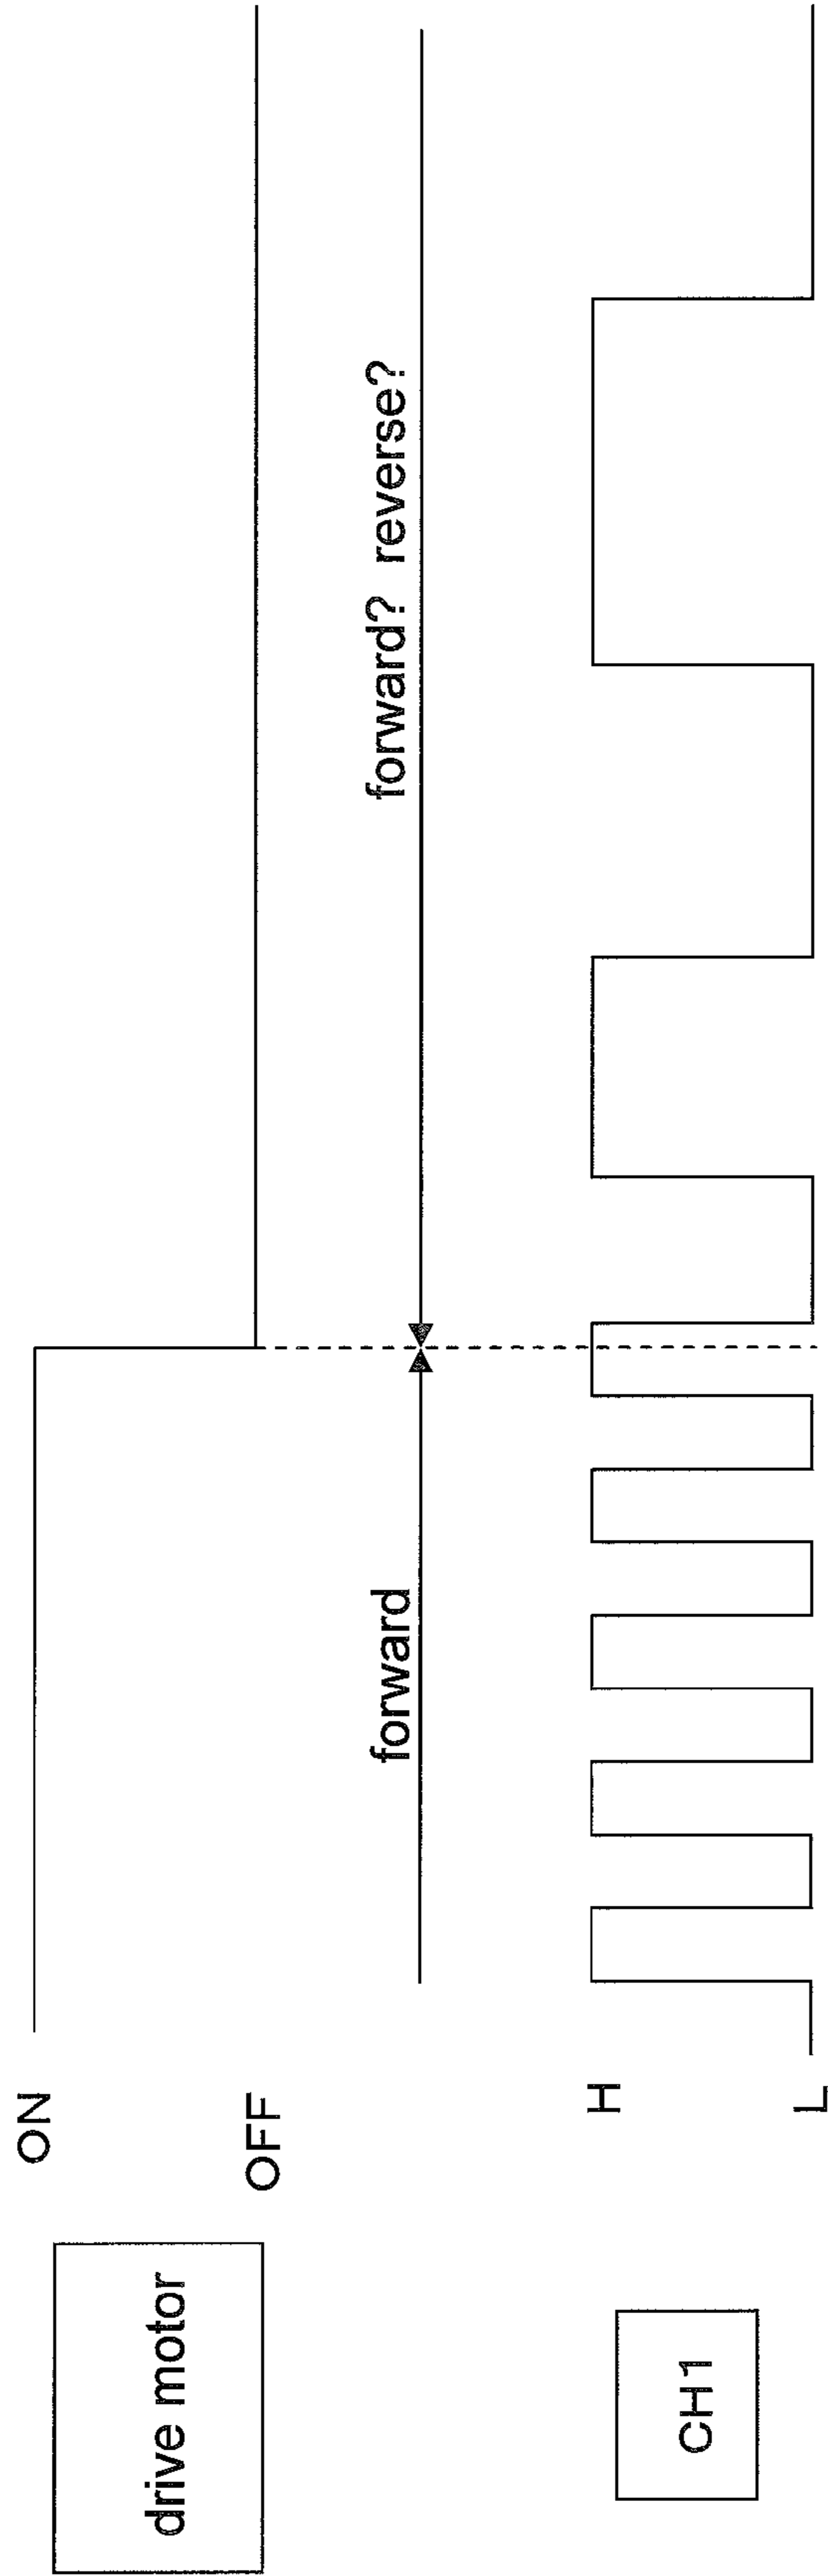 drive motor
ON
OFF
forward
forward? reverse?
CH1
H
L